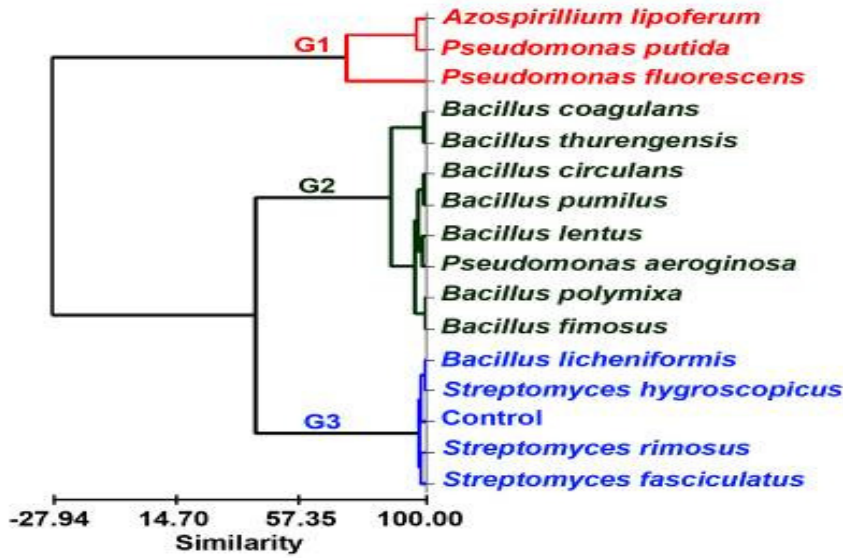 Azospirillium lipoferum
G1
Pseudomonas putida
Pseudomonas fluorescens
Bacillus coagulans
Bacillus thurengensis
Bacillus circulans
G2
Bacillus pumilus
Bacillus lentus
Pseudomonas aeroginosa
Bacillus polymixa
Bacillus fimosus
Bacillus licheniformis
Streptomyces hygroscopicus
G3
Control
Streptomyces rimosus
Streptomyces fasciculatus
-27.94 14.70 57.35 100.00
Similarity